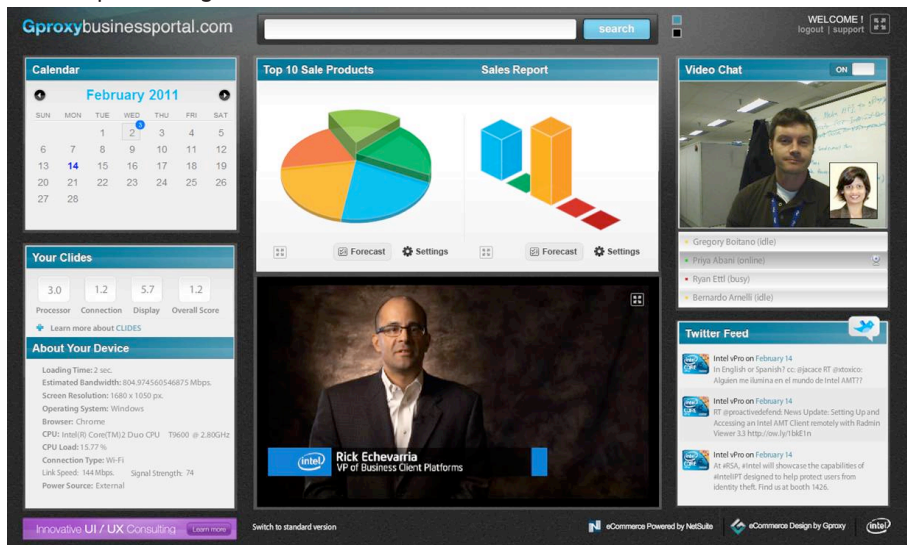 Gproxybusinessportal.com
search
WELCOME !
logout | support
Calendar
February 2011
SUN MON TUE WED THU FRI SAT
1 2 3 4 5
6 7 8 9 10 11 12
13 14 15 16 17 18 19
20 21 22 23 24 25 26
27 28
Top 10 Sale Products
Sales Report
Forecast
Settings
Forecast
Settings
Video Chat
ON
Gregory Boitano (idle)
Priya Abani (online)
Ryan Ettl (busy)
Bernardo Arnelli (idle)
Your Clides
3.0 1.2 5.7 1.2
Processor Connection Display Overall Score
Learn more about CLIDES
About Your Device
Loading Time: 2 sec.
Estimated Bandwidth: 804.974560546875 Mbps.
Screen Resolution: 1680 x 1050 px.
Operating System: Windows
Browser: Chrome
CPU: Intel(R) Core(TM)2 Duo CPU T9600 @ 2.80GHz
CPU Load: 15.77 %
Connection Type: Wi-Fi
Link Speed: 144 Mbps. Signal Strength: 74
Power Source: External
(intel)
Rick Echevarria
VP of Business Client Platforms
Twitter Feed
Intel vPro on February 14
In English or Spanish? cc: @jacace RT @xtoxico:
Alguien me ilumina en el mundo de Intel AMT??
Intel vPro on February 14
RT @proactivedefend: News Update: Setting Up and
Accessing an Intel AMT Client remotely with Radmin
Viewer 3.3 http://ow.ly/1bkE1n
Intel vPro on February 14
At #RSA, #Intel will showcase the capabilities of
#IntelIPT designed to help protect users from
identity theft. Find us at booth 1426.
Innovative UI / UX Consulting
Learn more
Switch to standard version
N eCommerce Powered by NetSuite
eCommerce Design by Gproxy
intel